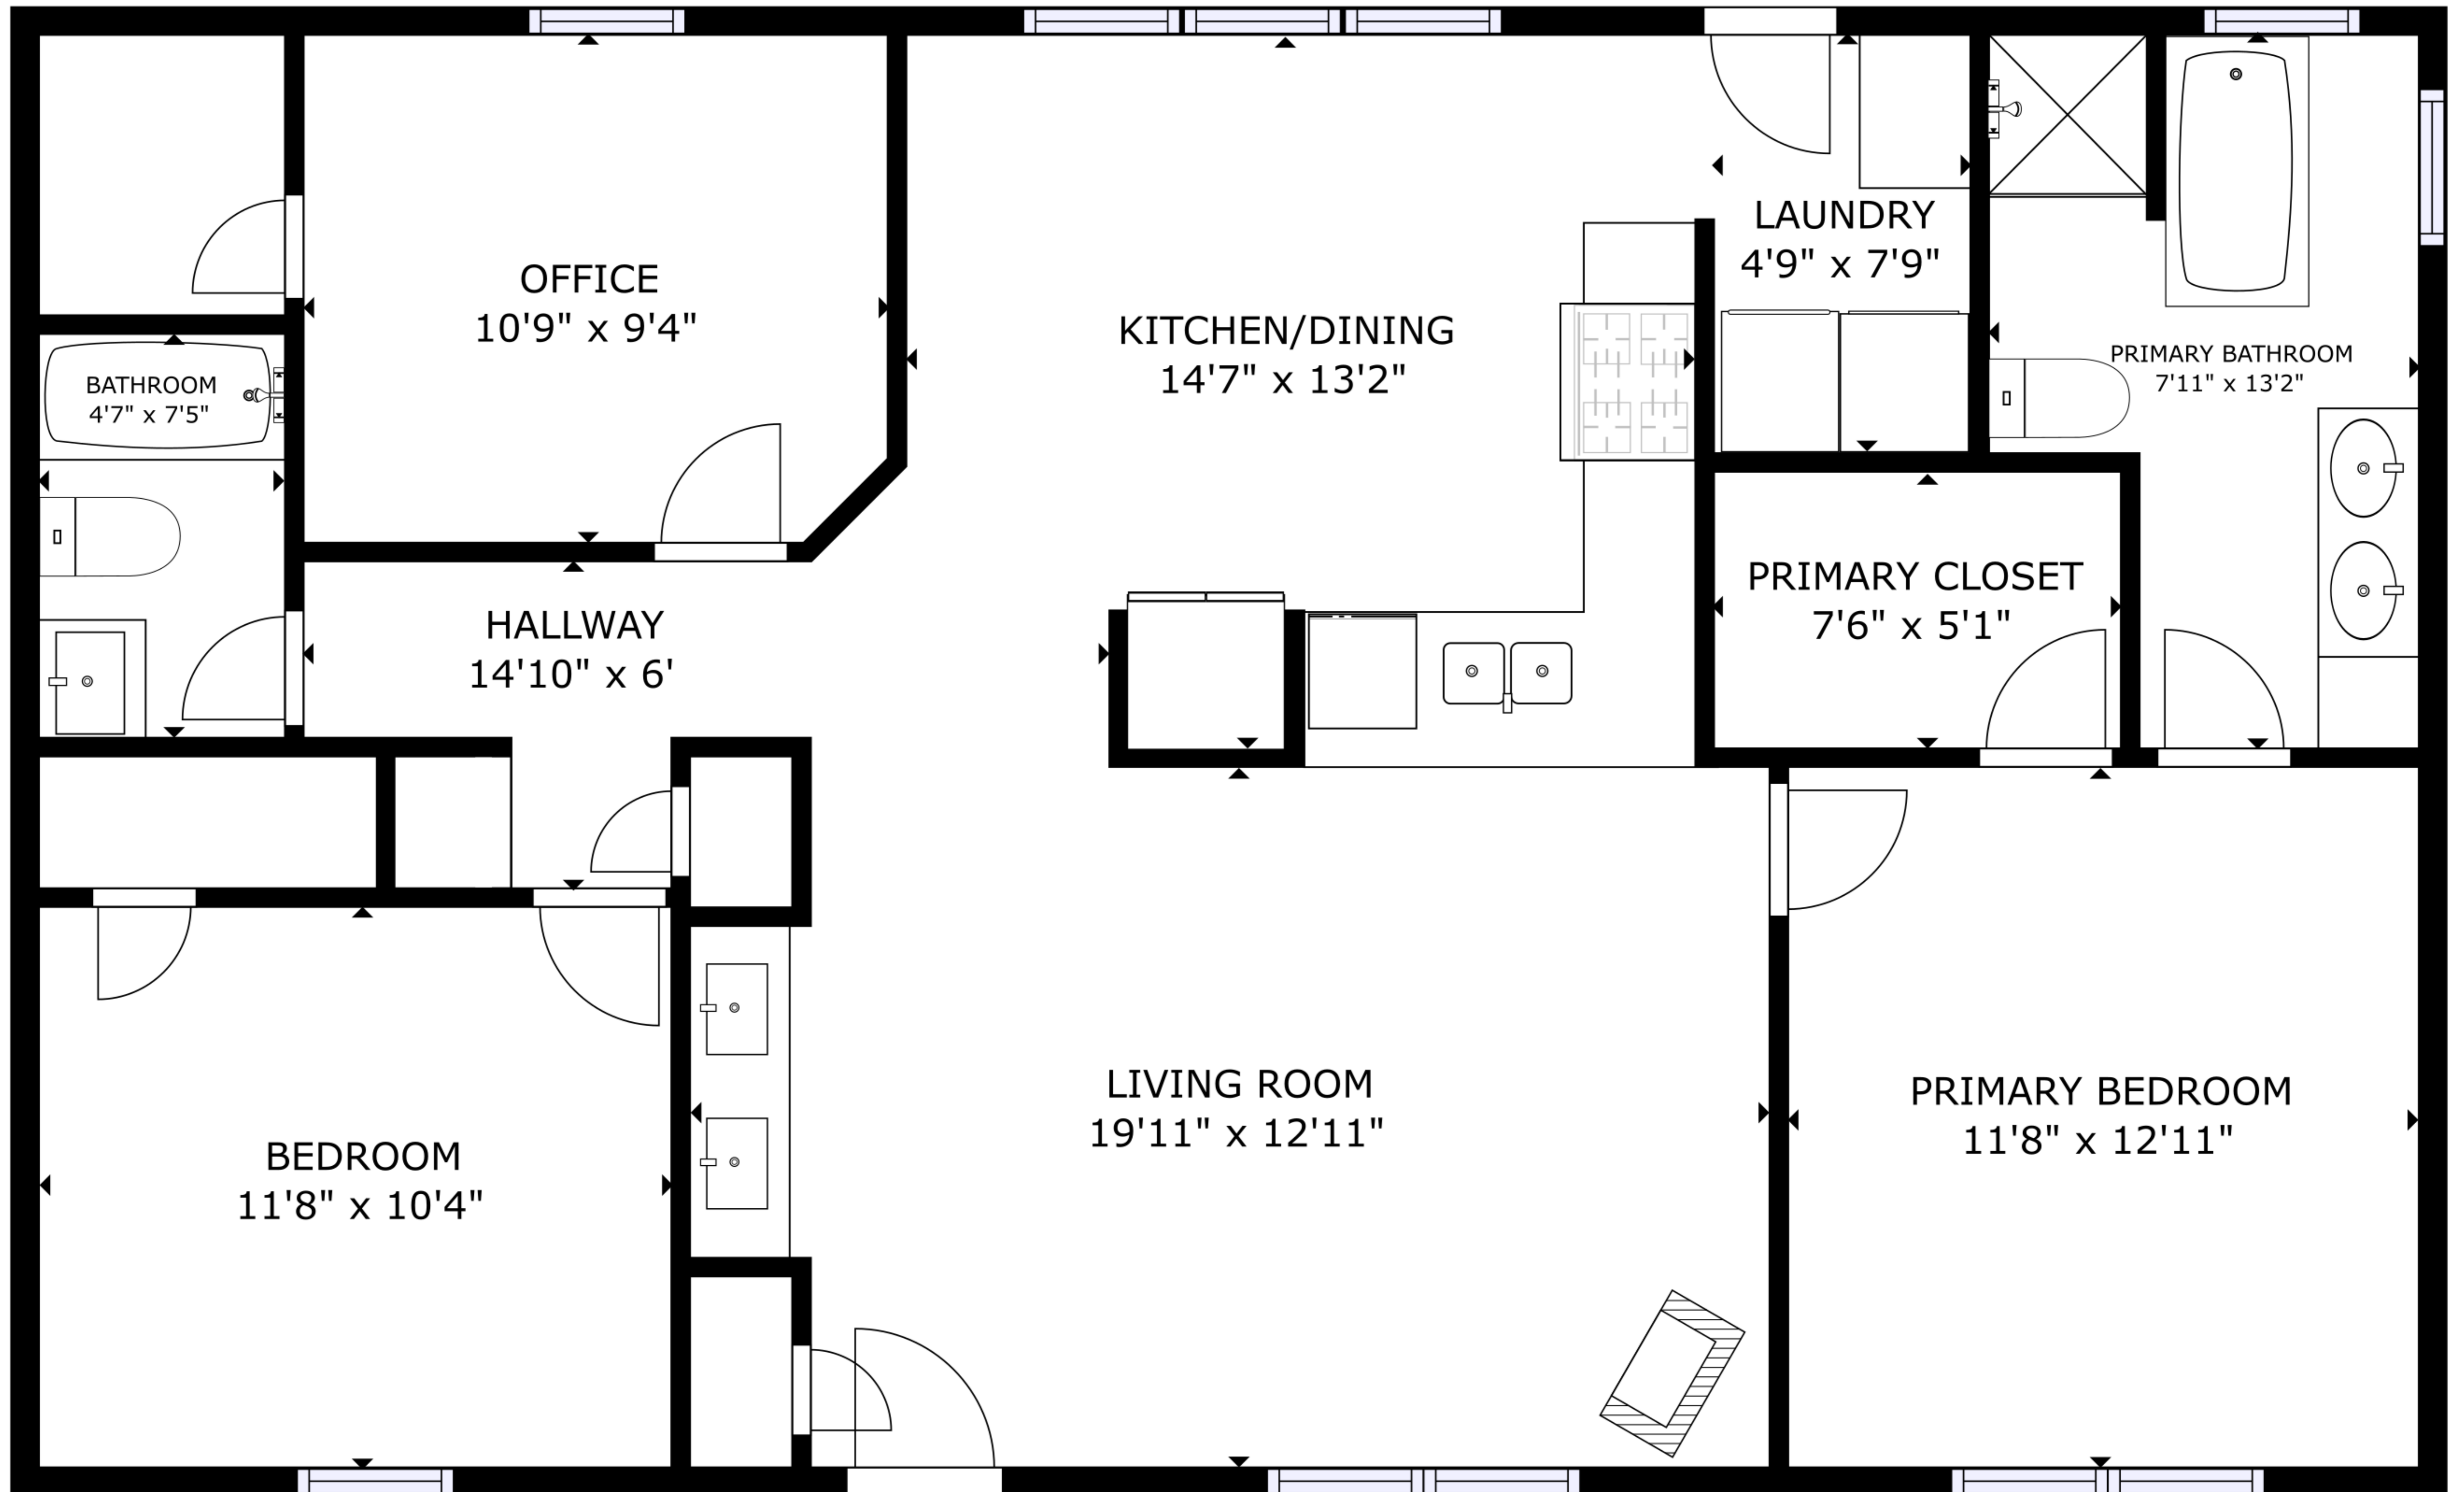 OFFICE
10'9" x 9'4"
KITCHEN/DINING
14'7" x 13'2"
LAUNDRY
4'9" x 7'9"
BATHROOM
4'7" x 7'5"
PRIMARY BATHROOM
7'11" x 13'2"
HALLWAY
14'10" x 6'
PRIMARY CLOSET
7'6" x 5'1"
BEDROOM
11'8" x 10'4"
LIVING ROOM
19'11" x 12'11"
PRIMARY BEDROOM
11'8" x 12'11"